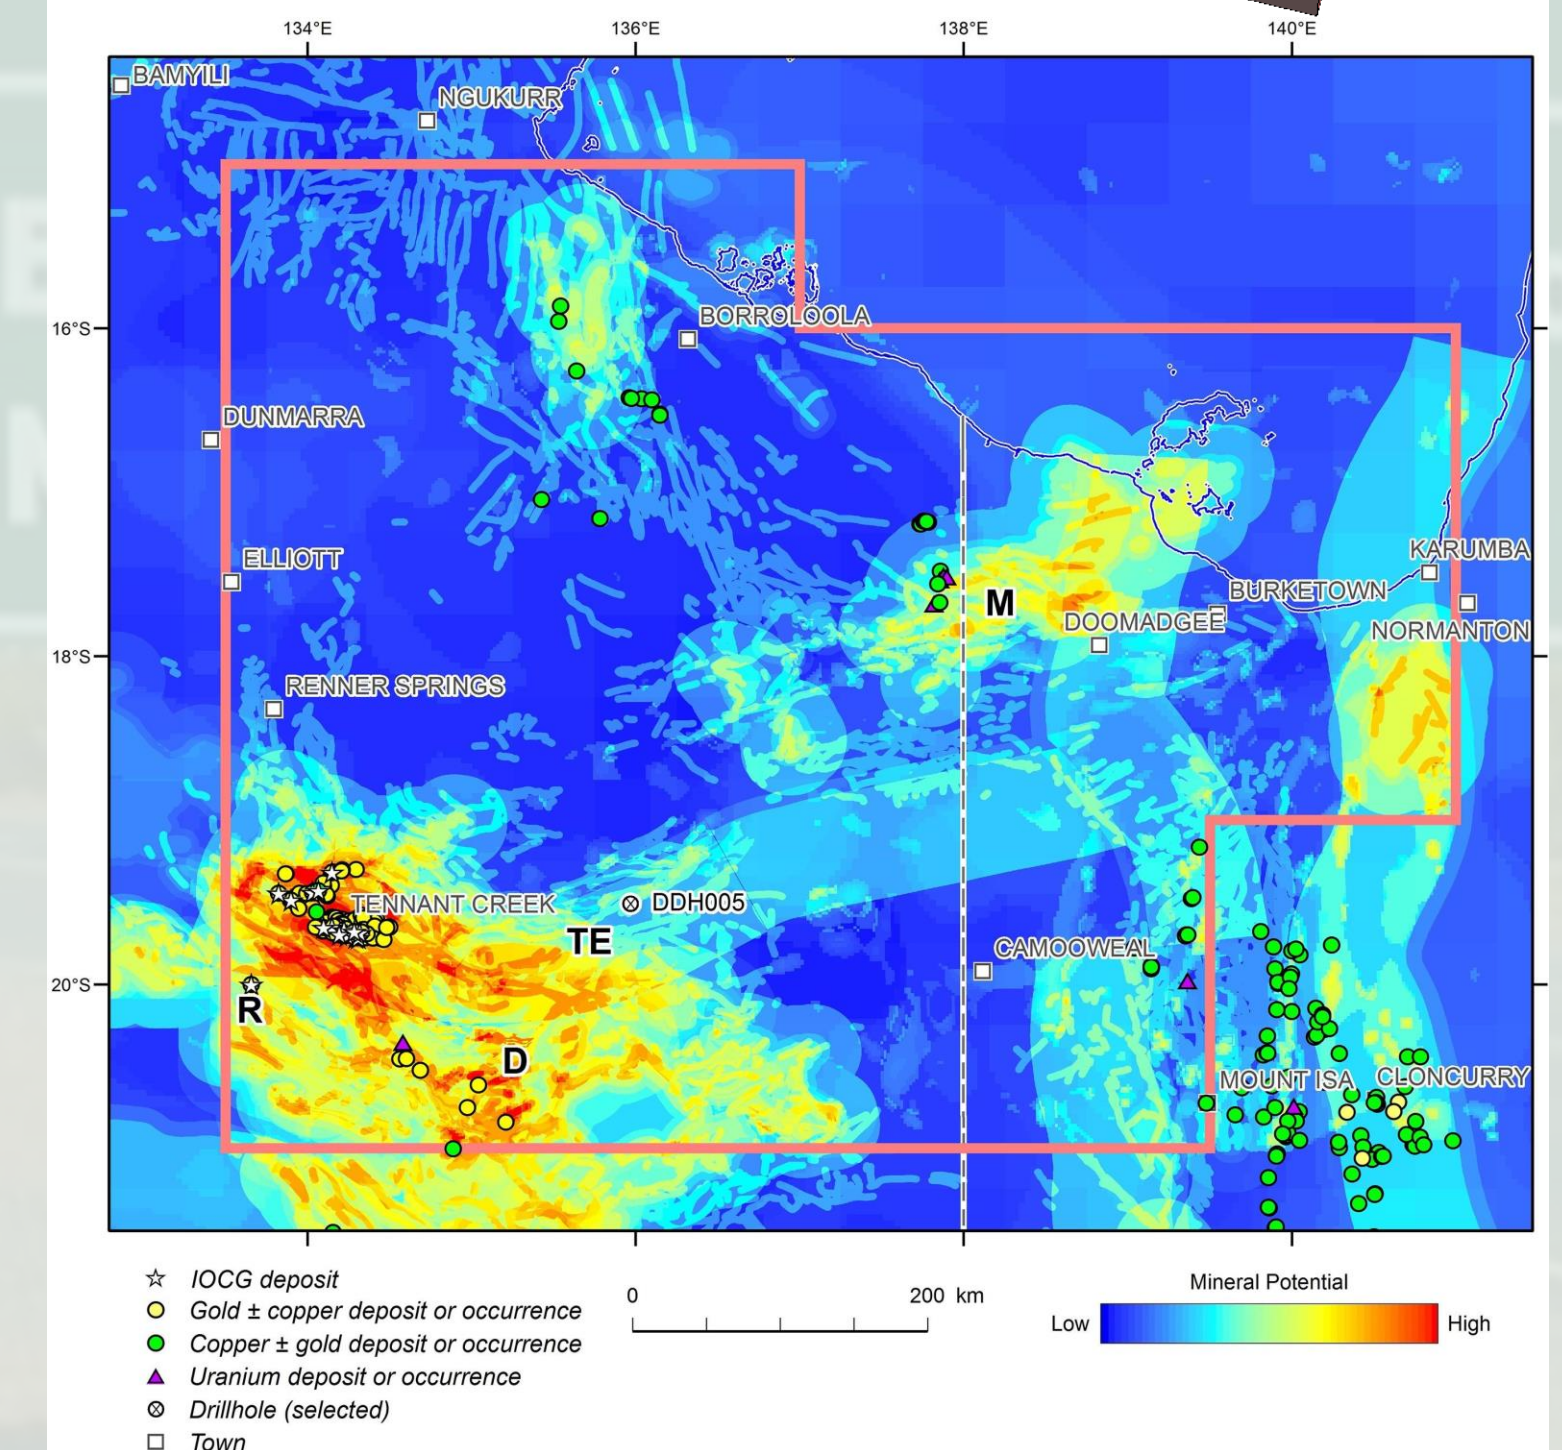 134°E 136°E 138°E 140°E
BAMYILI
NGUKURR
16°S
BORROLOOLA
DUNMARRA
KARUMBA
ELLIOTT
BURKETOWN
M
DOOMADGEE
NORMANTON
18°S
RENNER SPRINGS
TENNANT CREEK
DDH005
TE
CAMOOWEAL
20°S
R
D
MOUNT ISA
CLONCURRY
IOCG deposit
Gold ± copper deposit or occurrence
Copper ± gold deposit or occurrence
Uranium deposit or occurrence
Drillhole (selected)
Town
0 200 km
Mineral Potential
Low High